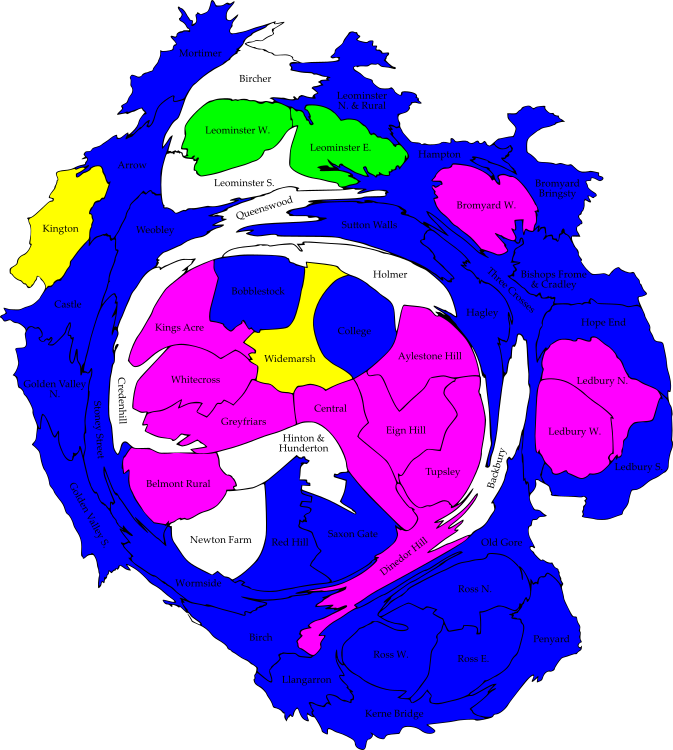 Mortimer
Bircher
Leominster
N. & Rural
Leominster W.
Leominster E.
Hampton
Arrow
Leominster S.
Bromyard
Bringsty
Bromyard W.
Queenswood
Kington
Weobley
Sutton Walls
Holmer
Three Crosses
Bishops Frome
& Cradley
Bobblestock
Castle
Hagley
Hope End
Kings Acre
College
Widemarsh
Aylestone Hill
Whitecross
Ledbury N.
Golden Valley
N.
Credenhill
Central
Stoney Street
Greyfriars
Eign Hill
Ledbury W.
Hinton &
Hunderton
Tupsley
Backbury
Ledbury S.
Belmont Rural
Golden Valley S.
Newton Farm
Red Hill
Saxon Gate
Dinedor Hill
Old Gore
Wormside
Ross N.
Birch
Penyard
Ross W.
Ross E.
Llangarron
Kerne Bridge